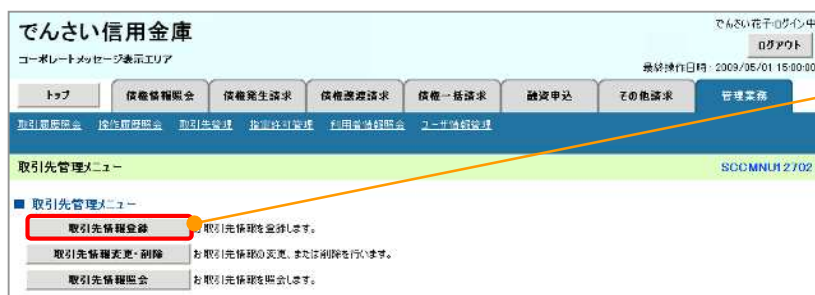 でんさい信用金庫
コーポレートメッセージ表示エリア
でんさい花子:ログイン中
ログアウト
最終操作日時:2009/05/01 15:00:00
トップ 債権情報照会 債権発生請求 債権譲渡請求 債権一括請求 融資申込 その他請求 管理業務
取引履歴照会 操作履歴照会 取引先管理 指定許可管理 利用者情報照会 ユーザ情報管理
取引先管理メニュー SCCMNU12702
■ 取引先管理メニュー
取引先情報登録 お取引先情報を登録します。
取引先情報変更・削除 お取引先情報の変更、または削除を行います。
取引先情報照会 お取引先情報を照会します。